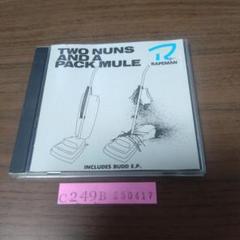 TWO NUNS
AND A
PACK MULE
RAPEMAN
INCLUDES BUDD E.P.
C249B 250417